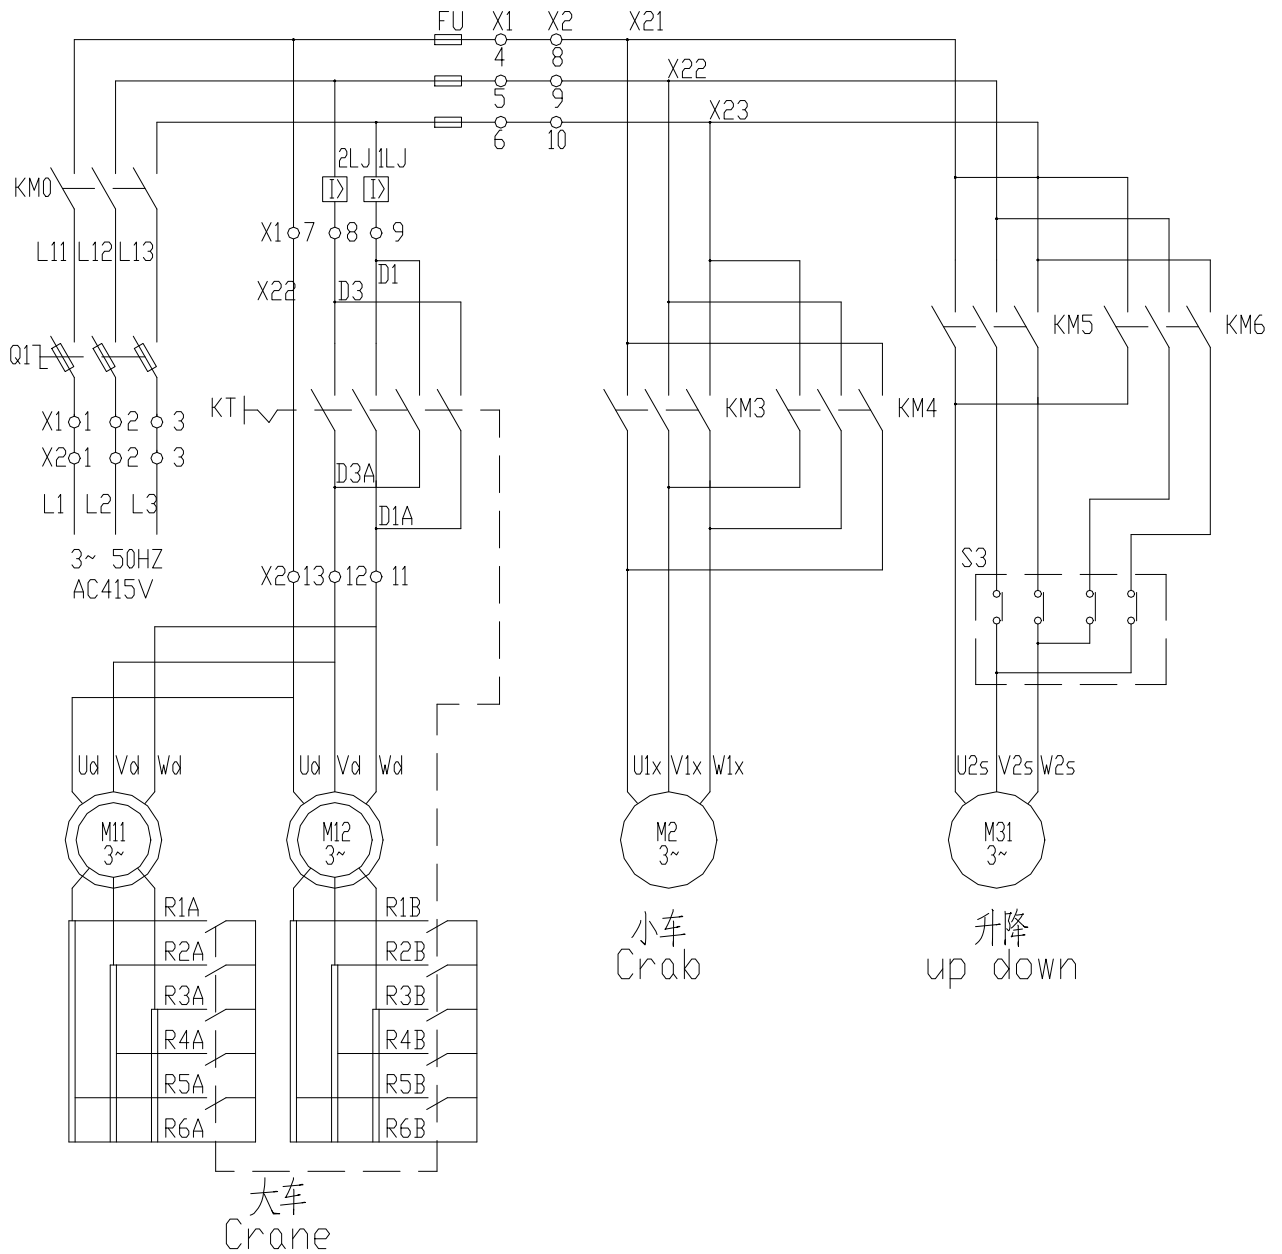 FU X1 X2 X21
4 8
X22
5 9
X23
6 10
2LJ 1LJ
I> I>
KM0
X1 7 8 9
L11 L12 L13
D1
X22 D3
KM5 KM6
Q1
KT KM3 KM4
X1 1 2 3
X2 1 2 3
D3A
L1 L2 L3
D1A
3~ 50HZ
AC415V
S3
X2 13 12 11
Ud Vd Wd Ud Vd Wd U1x V1x W1x U2s V2s W2s
M11 M12 M2 M31
3~ 3~ 3~ 3~
R1A R1B
小车 升降
Crab up down
R2A R2B
R3A R3B
R4A R4B
R5A R5B
R6A R6B
大车
Crane